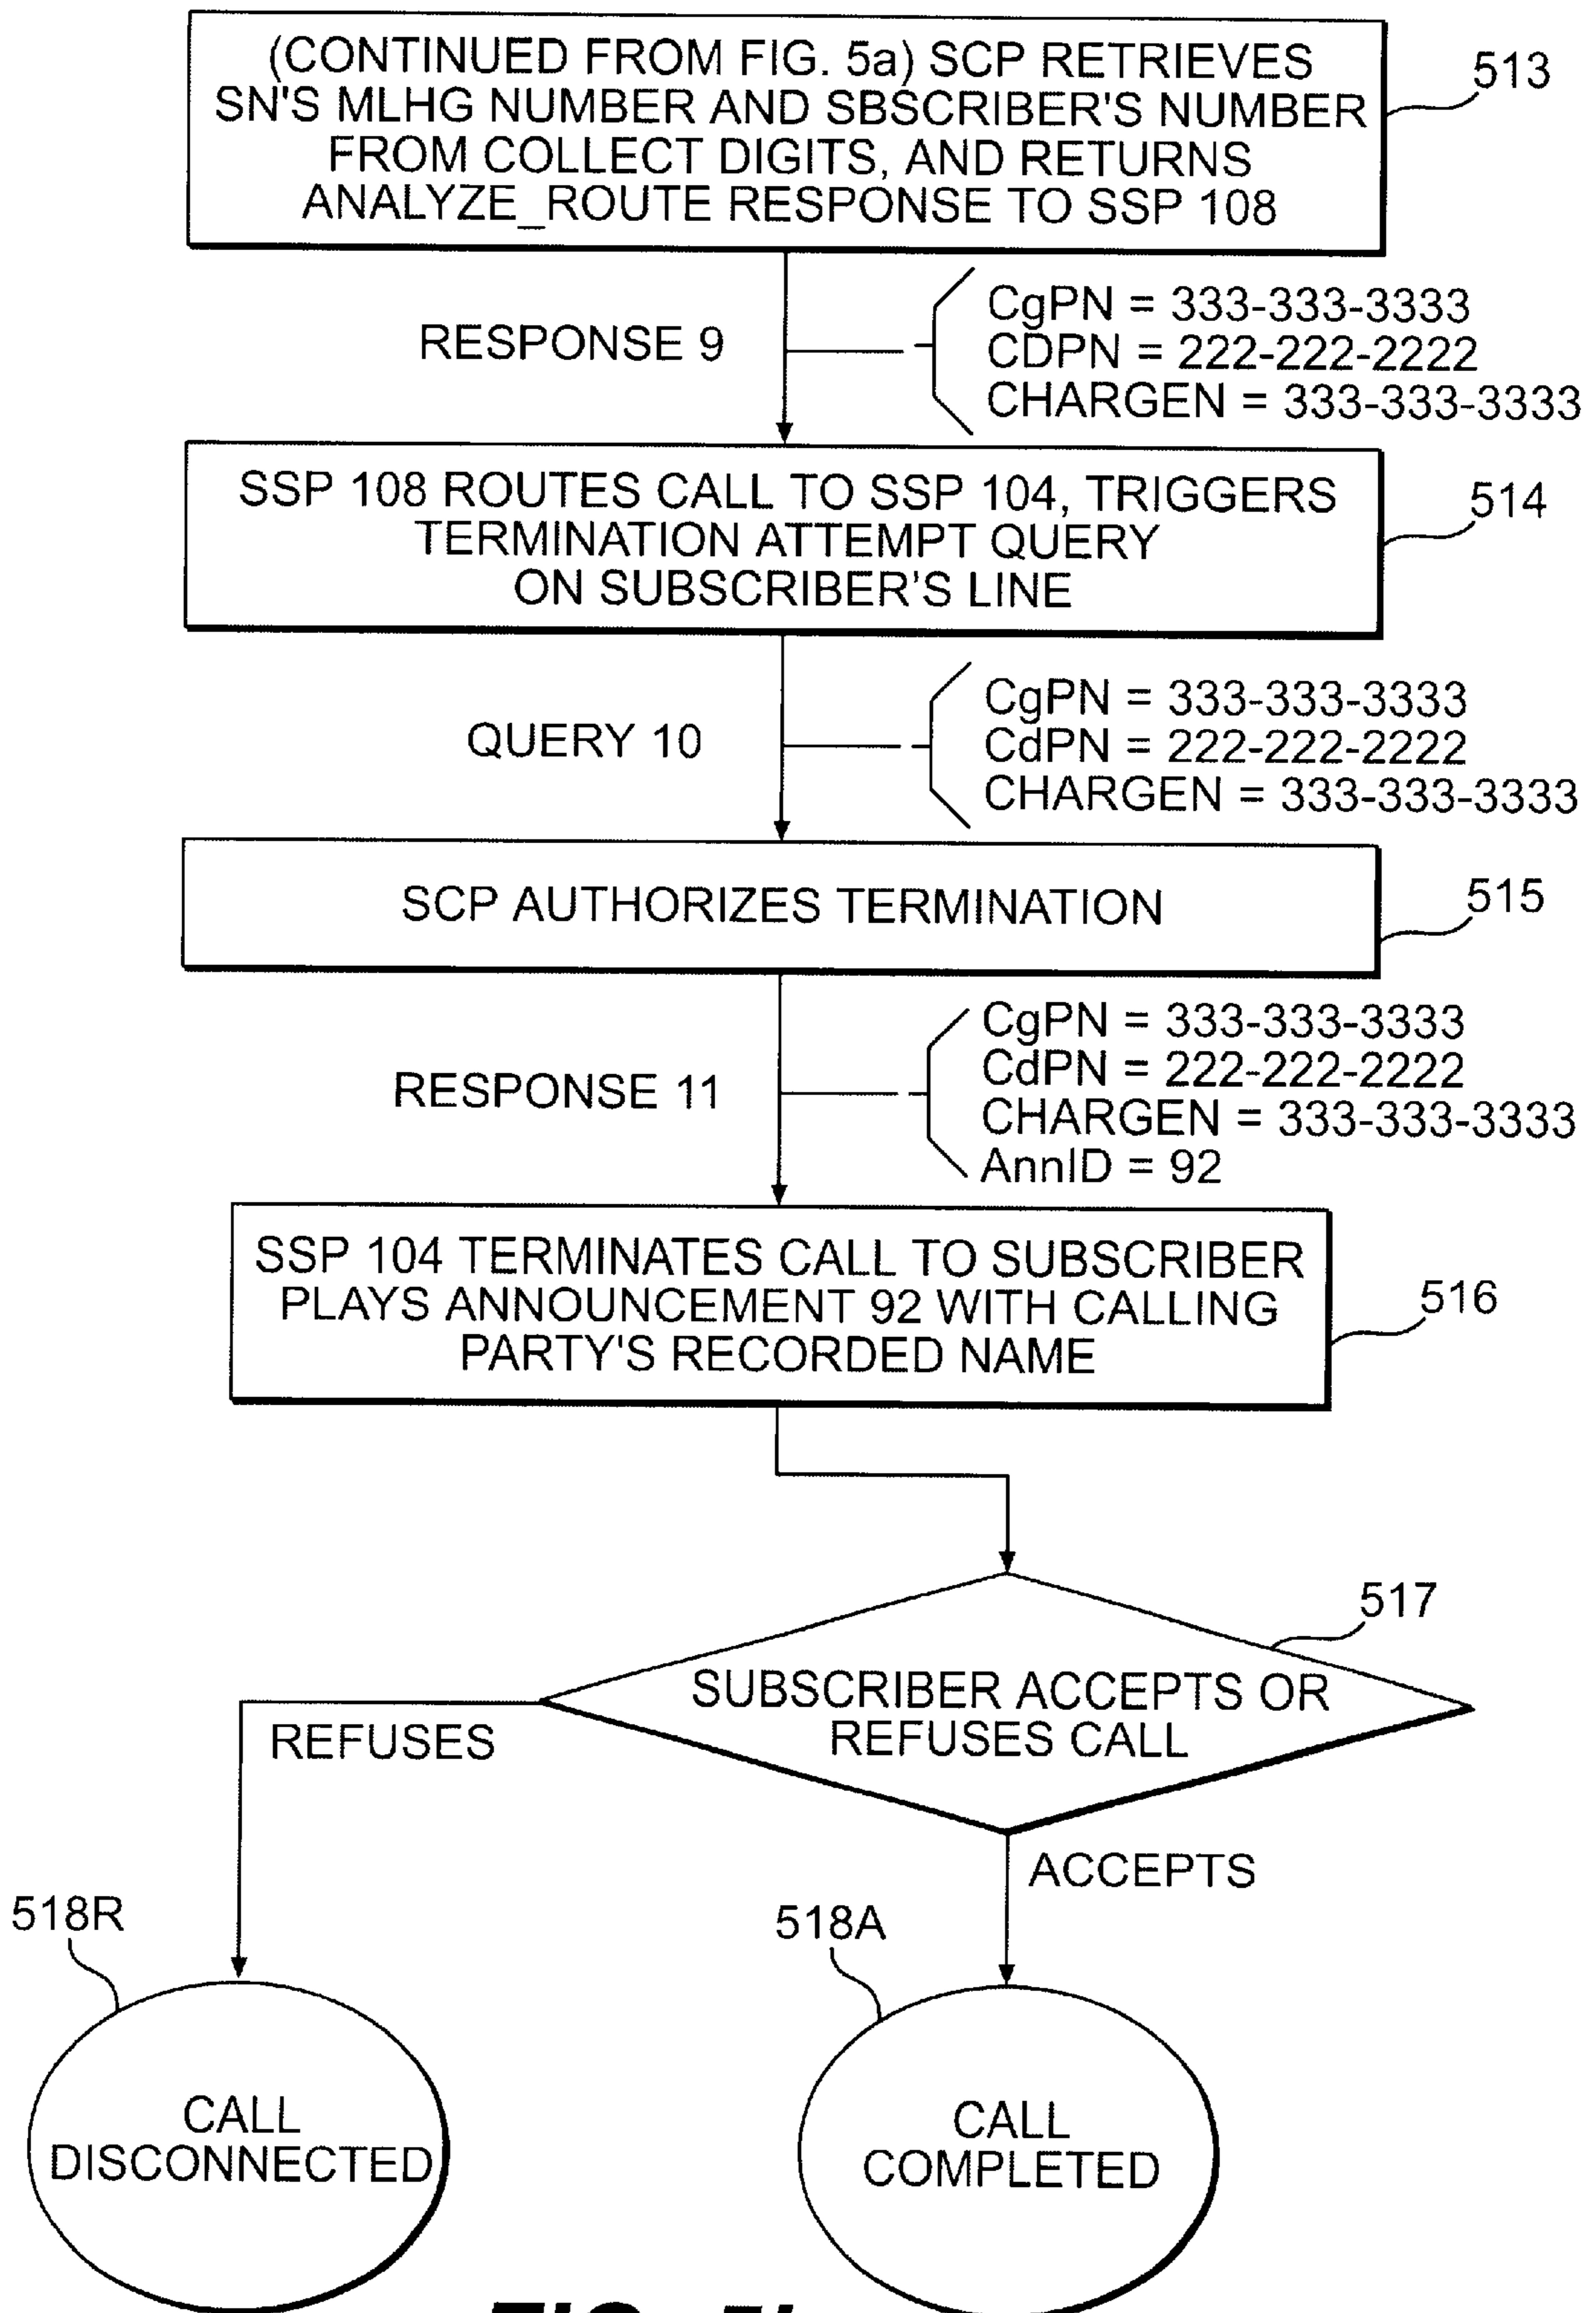 (CONTINUED FROM FIG. 5a) SCP RETRIEVES
SN'S MLHG NUMBER AND SBSCRIBER'S NUMBER
FROM COLLECT DIGITS, AND RETURNS
ANALYZE_ROUTE RESPONSE TO SSP 108
513
RESPONSE 9
CgPN = 333-333-3333
CDPN = 222-222-2222
CHARGEN = 333-333-3333
SSP 108 ROUTES CALL TO SSP 104, TRIGGERS
TERMINATION ATTEMPT QUERY
ON SUBSCRIBER'S LINE
514
QUERY 10
CgPN = 333-333-3333
CdPN = 222-222-2222
CHARGEN = 333-333-3333
SCP AUTHORIZES TERMINATION
515
RESPONSE 11
CgPN = 333-333-3333
CdPN = 222-222-2222
CHARGEN = 333-333-3333
AnnID = 92
SSP 104 TERMINATES CALL TO SUBSCRIBER
PLAYS ANNOUNCEMENT 92 WITH CALLING
PARTY'S RECORDED NAME
516
517
SUBSCRIBER ACCEPTS OR
REFUSES CALL
REFUSES
ACCEPTS
518R
518A
CALL
DISCONNECTED
CALL
COMPLETED